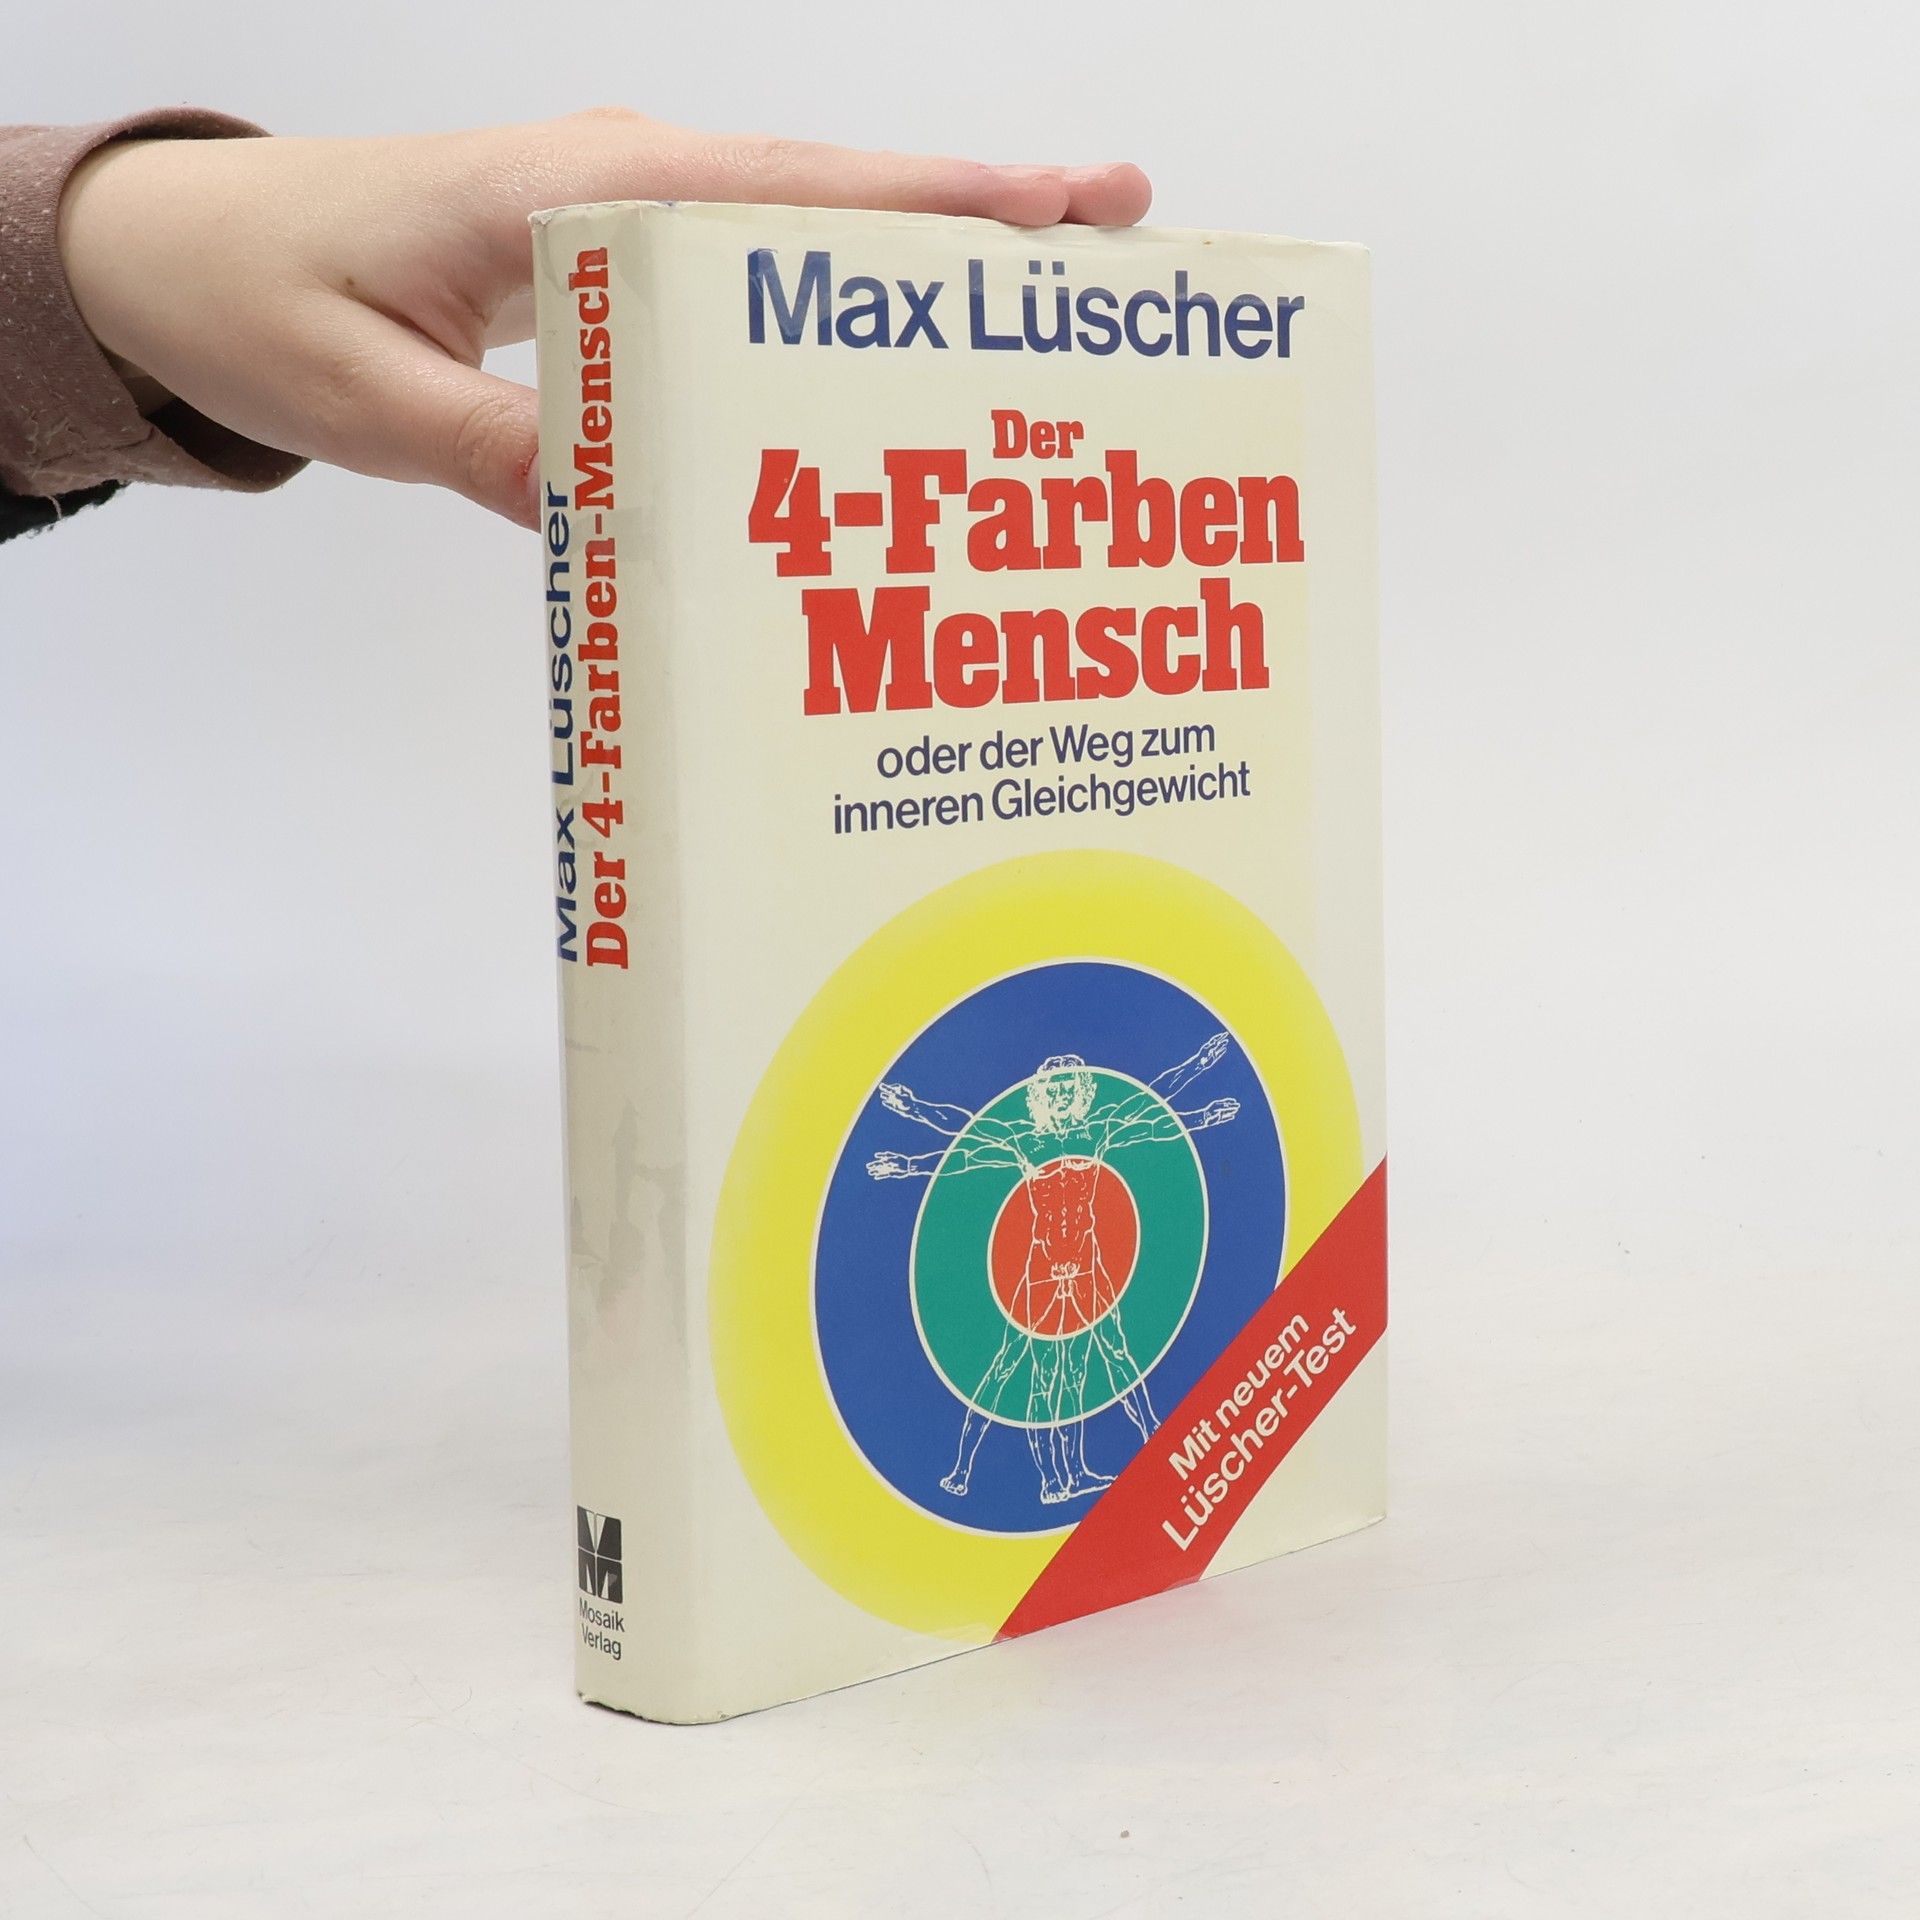 Max Lüscher
Der
4-Farben
Mensch
oder der Weg zum
inneren Gleichgewicht
Mit neuem
Lüscher-Test
Max Lüscher
Der 4-Farben-Mensch
Mosaik
Verlag